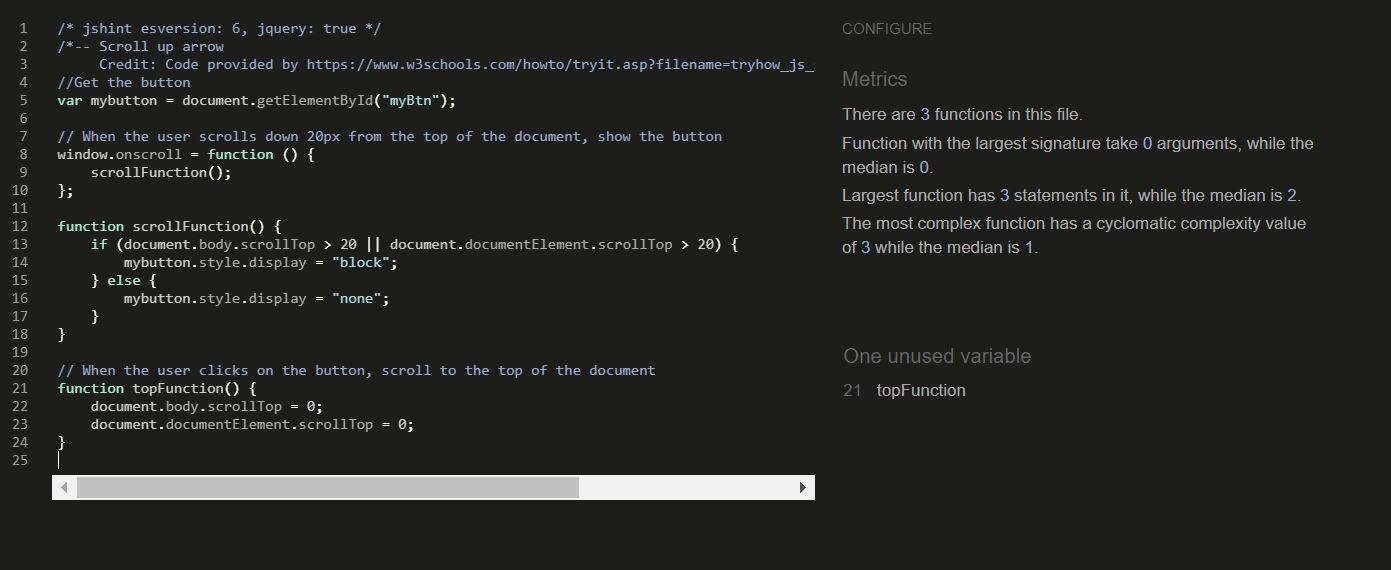 1 /* jshint esversion: 6, jquery: true */
2 /*-- Scroll up arrow
3 Credit: Code provided by https://www.w3schools.com/howto/tryit.asp?filename=tryhow_js_
4 //Get the button
5 var mybutton = document.getElementById("myBtn");
6
7 // When the user scrolls down 20px from the top of the document, show the button
8 window.onscroll = function () {
9 scrollFunction();
10 };
11
12 function scrollFunction() {
13 if (document.body.scrollTop > 20 || document.documentElement.scrollTop > 20) {
14 mybutton.style.display = "block";
15 } else {
16 mybutton.style.display = "none";
17 }
18 }
19
20 // When the user clicks on the button, scroll to the top of the document
21 function topFunction() {
22 document.body.scrollTop = 0;
23 document.documentElement.scrollTop = 0;
24 }
25
CONFIGURE
Metrics
There are 3 functions in this file.
Function with the largest signature take 0 arguments, while the
median is 0.
Largest function has 3 statements in it, while the median is 2.
The most complex function has a cyclomatic complexity value
of 3 while the median is 1.
One unused variable
21 topFunction